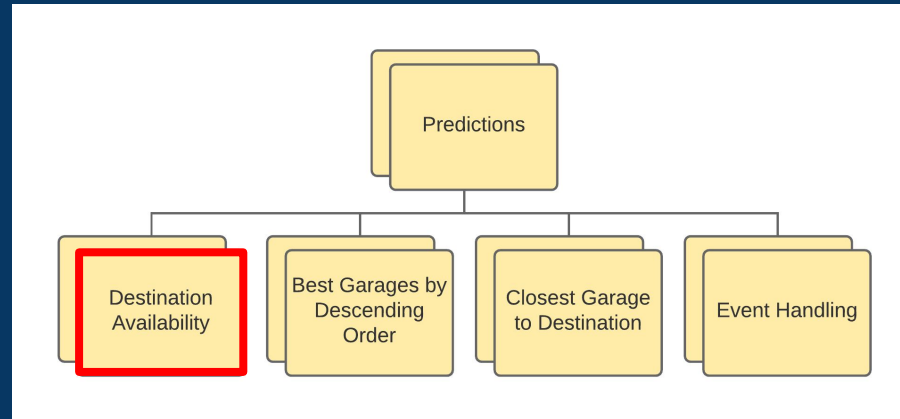 Predictions
Destination
Availability
Best Garages by
Descending
Order
Closest Garage
to Destination
Event Handling